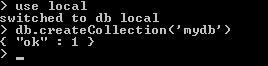 > use local
switched to db local
> db.createCollection('mydb')
{ "ok" : 1 }
> _